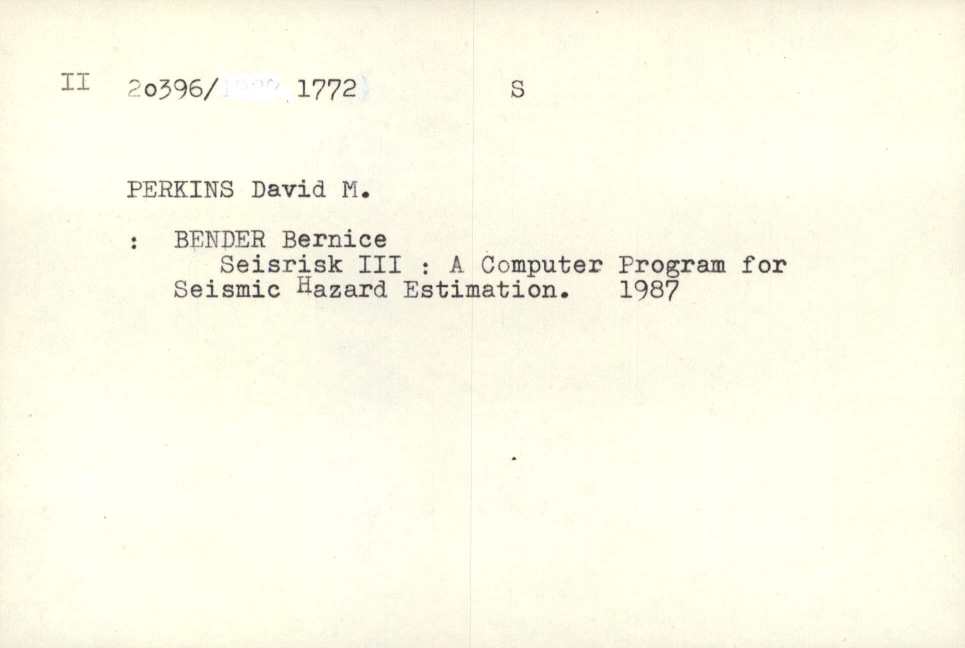 II 20396/ 1772 S
PERKINS David M.
: BENDER Bernice
Seisrisk III : A Computer Program for
Seismic Hazard Estimation. 1987